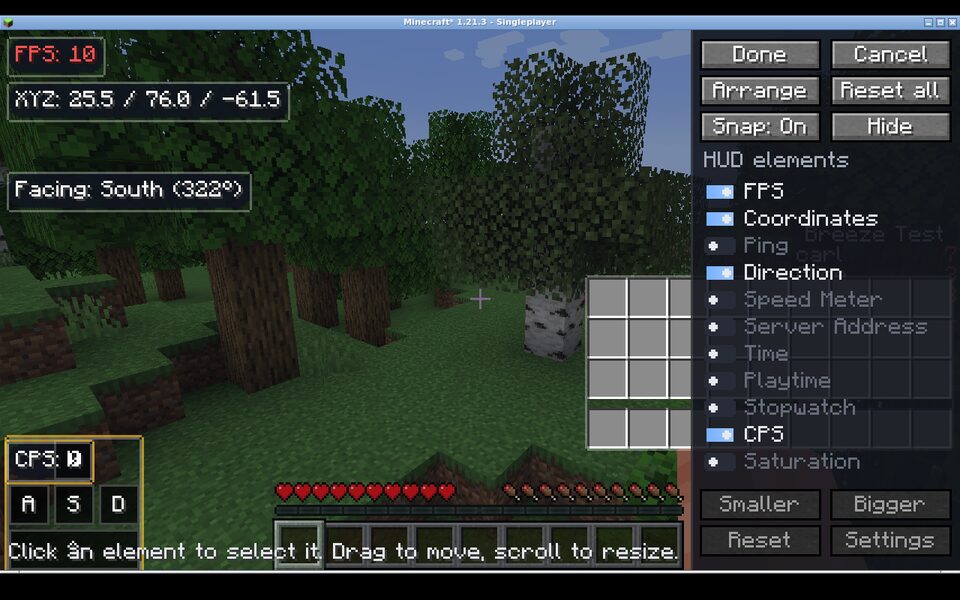 Minecraft* 1.21.3 - Singleplayer
FPS: 10
XYZ: 25.5 / 76.0 / -61.5
Facing: South (322°)
CPS: 0
A S D
Click an element to select it. Drag to move, scroll to resize.
Done Cancel
Arrange Reset all
Snap: On Hide
HUD elements
FPS
Coordinates
Ping
Breeze Test
carl
Direction
Speed Meter
Server Address
Time
Playtime
Stopwatch
CPS
Saturation
Smaller Bigger
Reset Settings